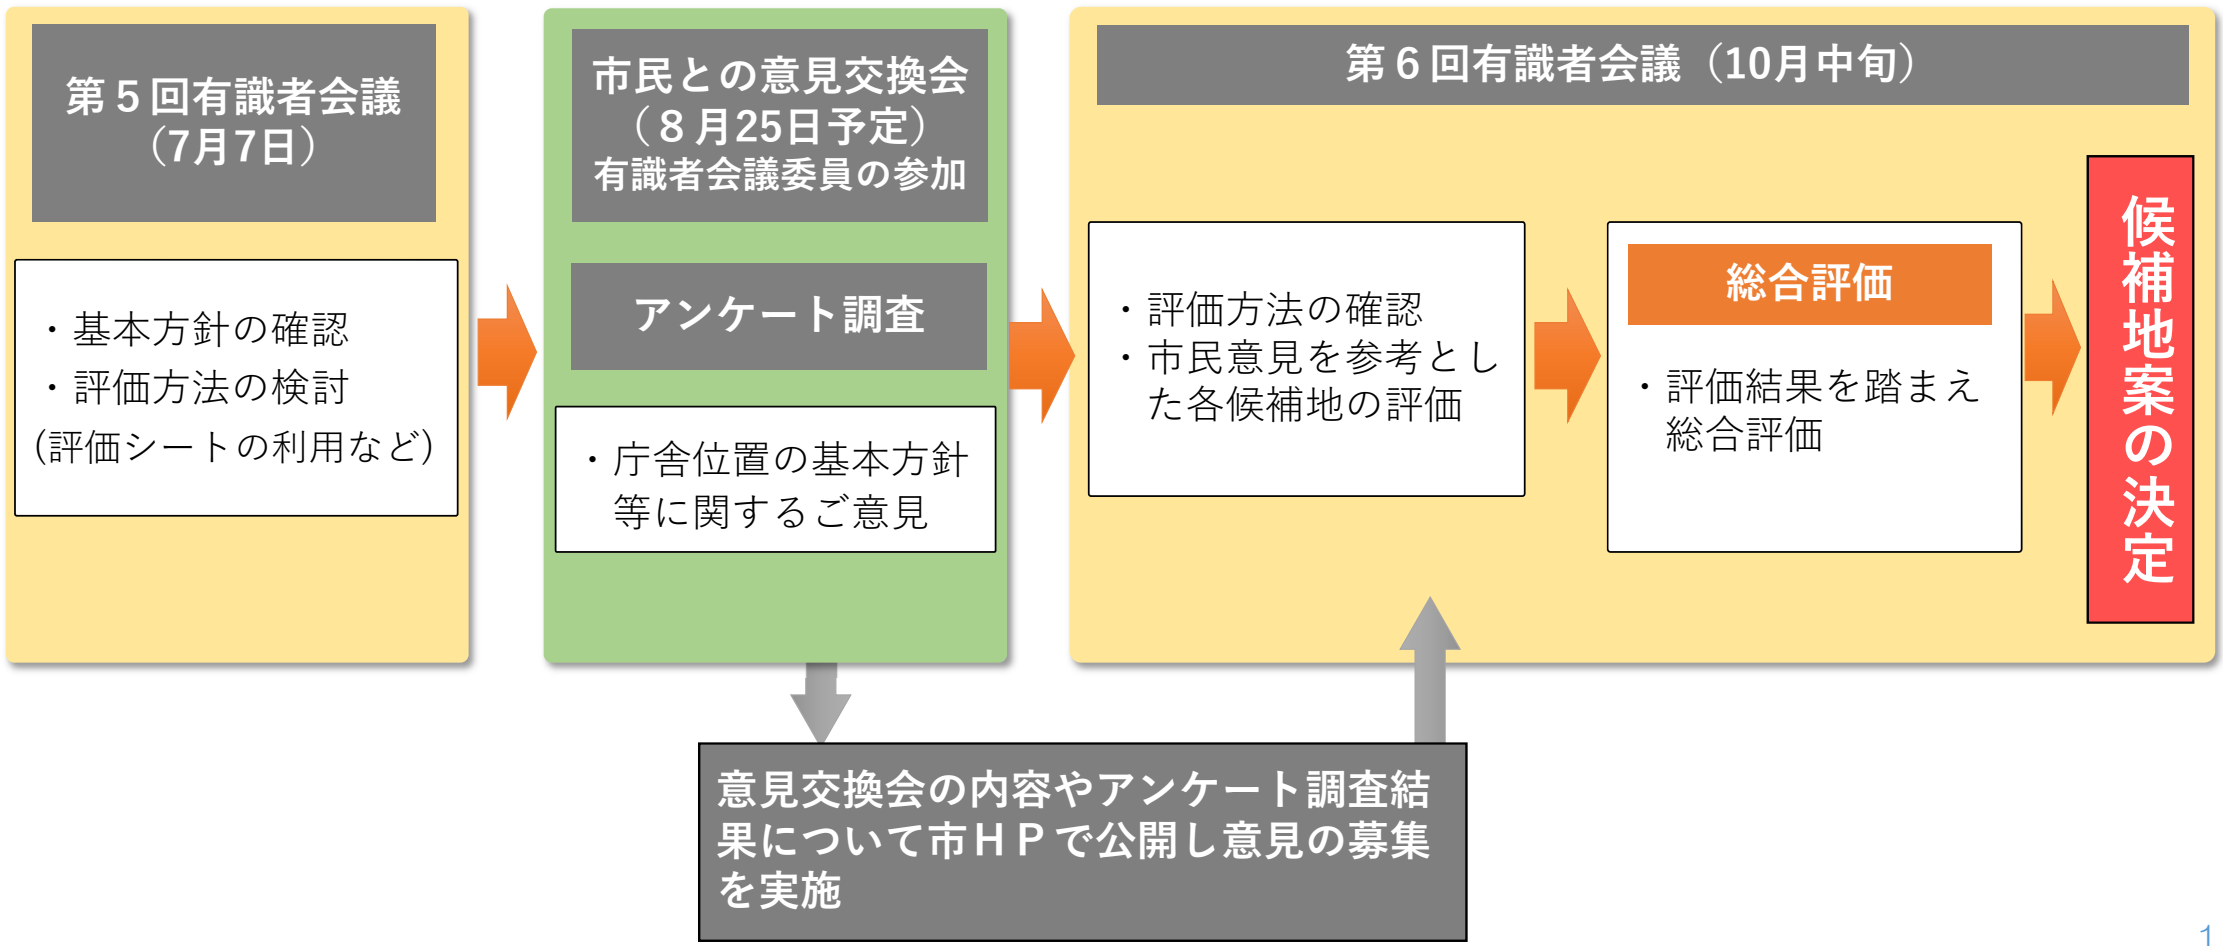 第５回有識者会議
（7月7日）
・基本方針の確認
・評価方法の検討
(評価シートの利用など)
市民との意見交換会
（８月25日予定）
有識者会議委員の参加
アンケート調査
・庁舎位置の基本方針
等に関するご意見
第６回有識者会議（10月中旬）
・評価方法の確認
・市民意見を参考とし
た各候補地の評価
総合評価
・評価結果を踏まえ
総合評価
候補地案の決定
意見交換会の内容やアンケート調査結
果について市ＨＰで公開し意見の募集
を実施
1